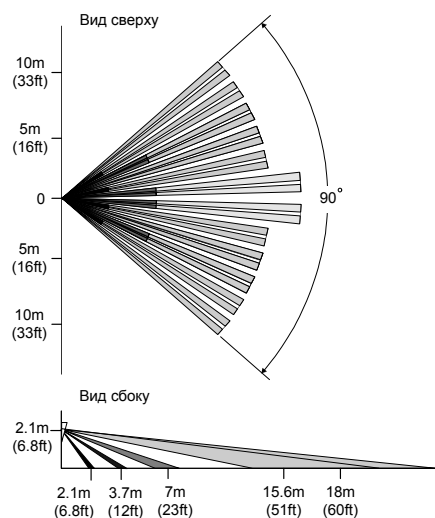 Вид сверху
10m
(33ft)
5m
(16ft)
0
90°
5m
(16ft)
10m
(33ft)
Вид сбоку
2.1m
(6.8ft)
2.1m 3.7m 7m 15.6m 18m
(6.8ft) (12ft) (23ft) (51ft) (60ft)